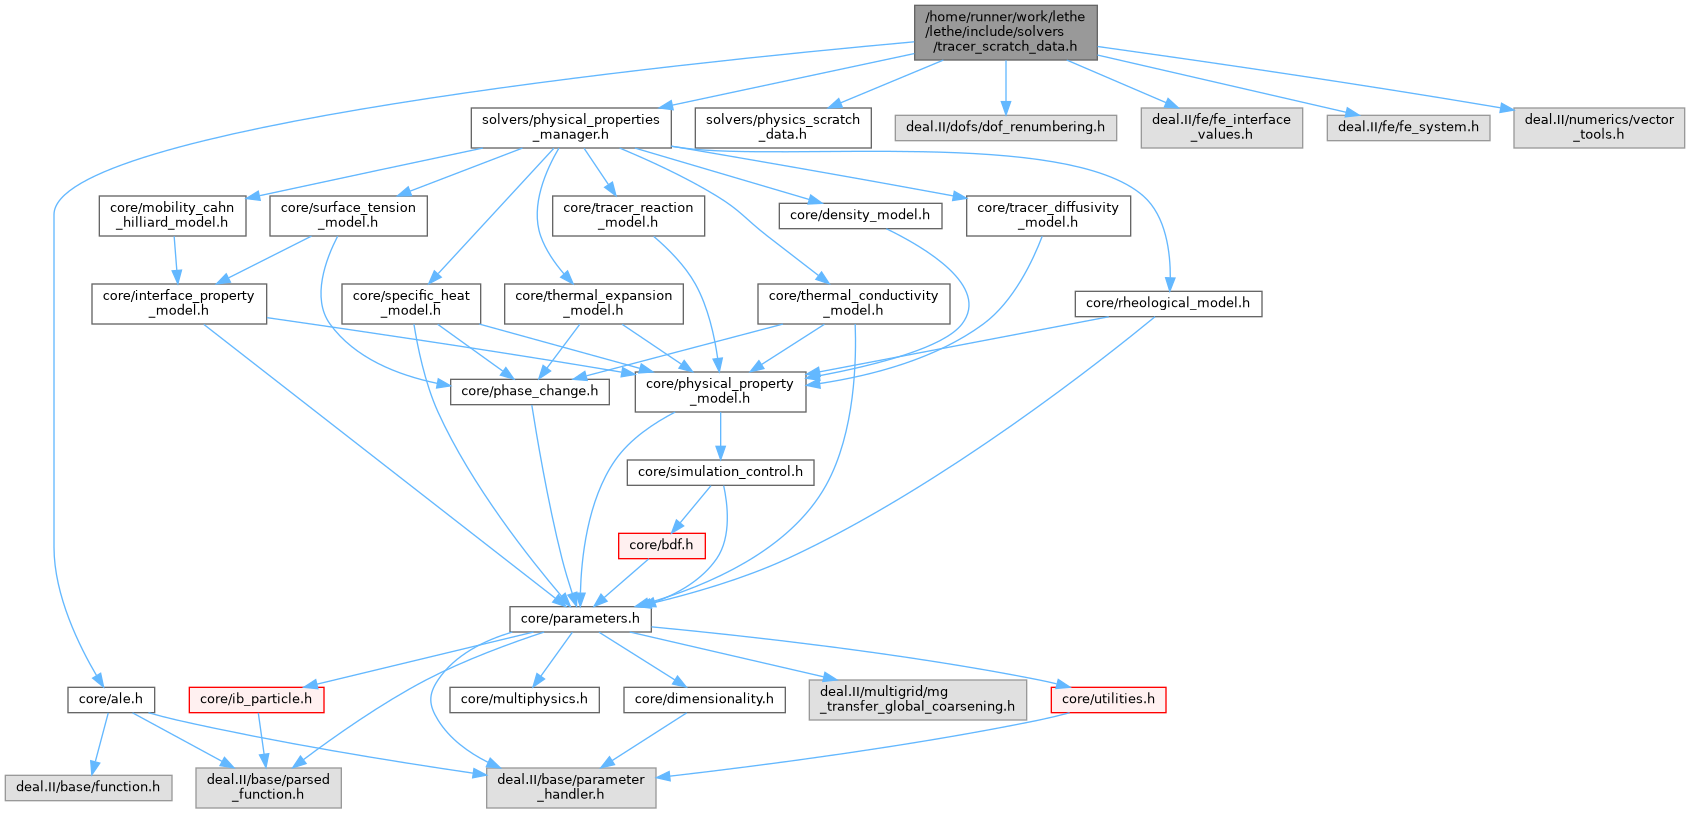 /home/runner/work/lethe
/lethe/include/solvers
/tracer_scratch_data.h
solvers/physical_properties
_manager.h
solvers/physics_scratch
_data.h
deal.II/dofs/dof_renumbering.h
deal.II/fe/fe_interface
_values.h
deal.II/fe/fe_system.h
deal.II/numerics/vector
_tools.h
core/mobility_cahn
_hilliard_model.h
core/surface_tension
_model.h
core/tracer_reaction
_model.h
core/density_model.h
core/tracer_diffusivity
_model.h
core/interface_property
_model.h
core/specific_heat
_model.h
core/thermal_expansion
_model.h
core/thermal_conductivity
_model.h
core/rheological_model.h
core/phase_change.h
core/physical_property
_model.h
core/simulation_control.h
core/bdf.h
core/parameters.h
core/ale.h
core/ib_particle.h
core/multiphysics.h
core/dimensionality.h
deal.II/multigrid/mg
_transfer_global_coarsening.h
core/utilities.h
deal.II/base/function.h
deal.II/base/parsed
_function.h
deal.II/base/parameter
_handler.h